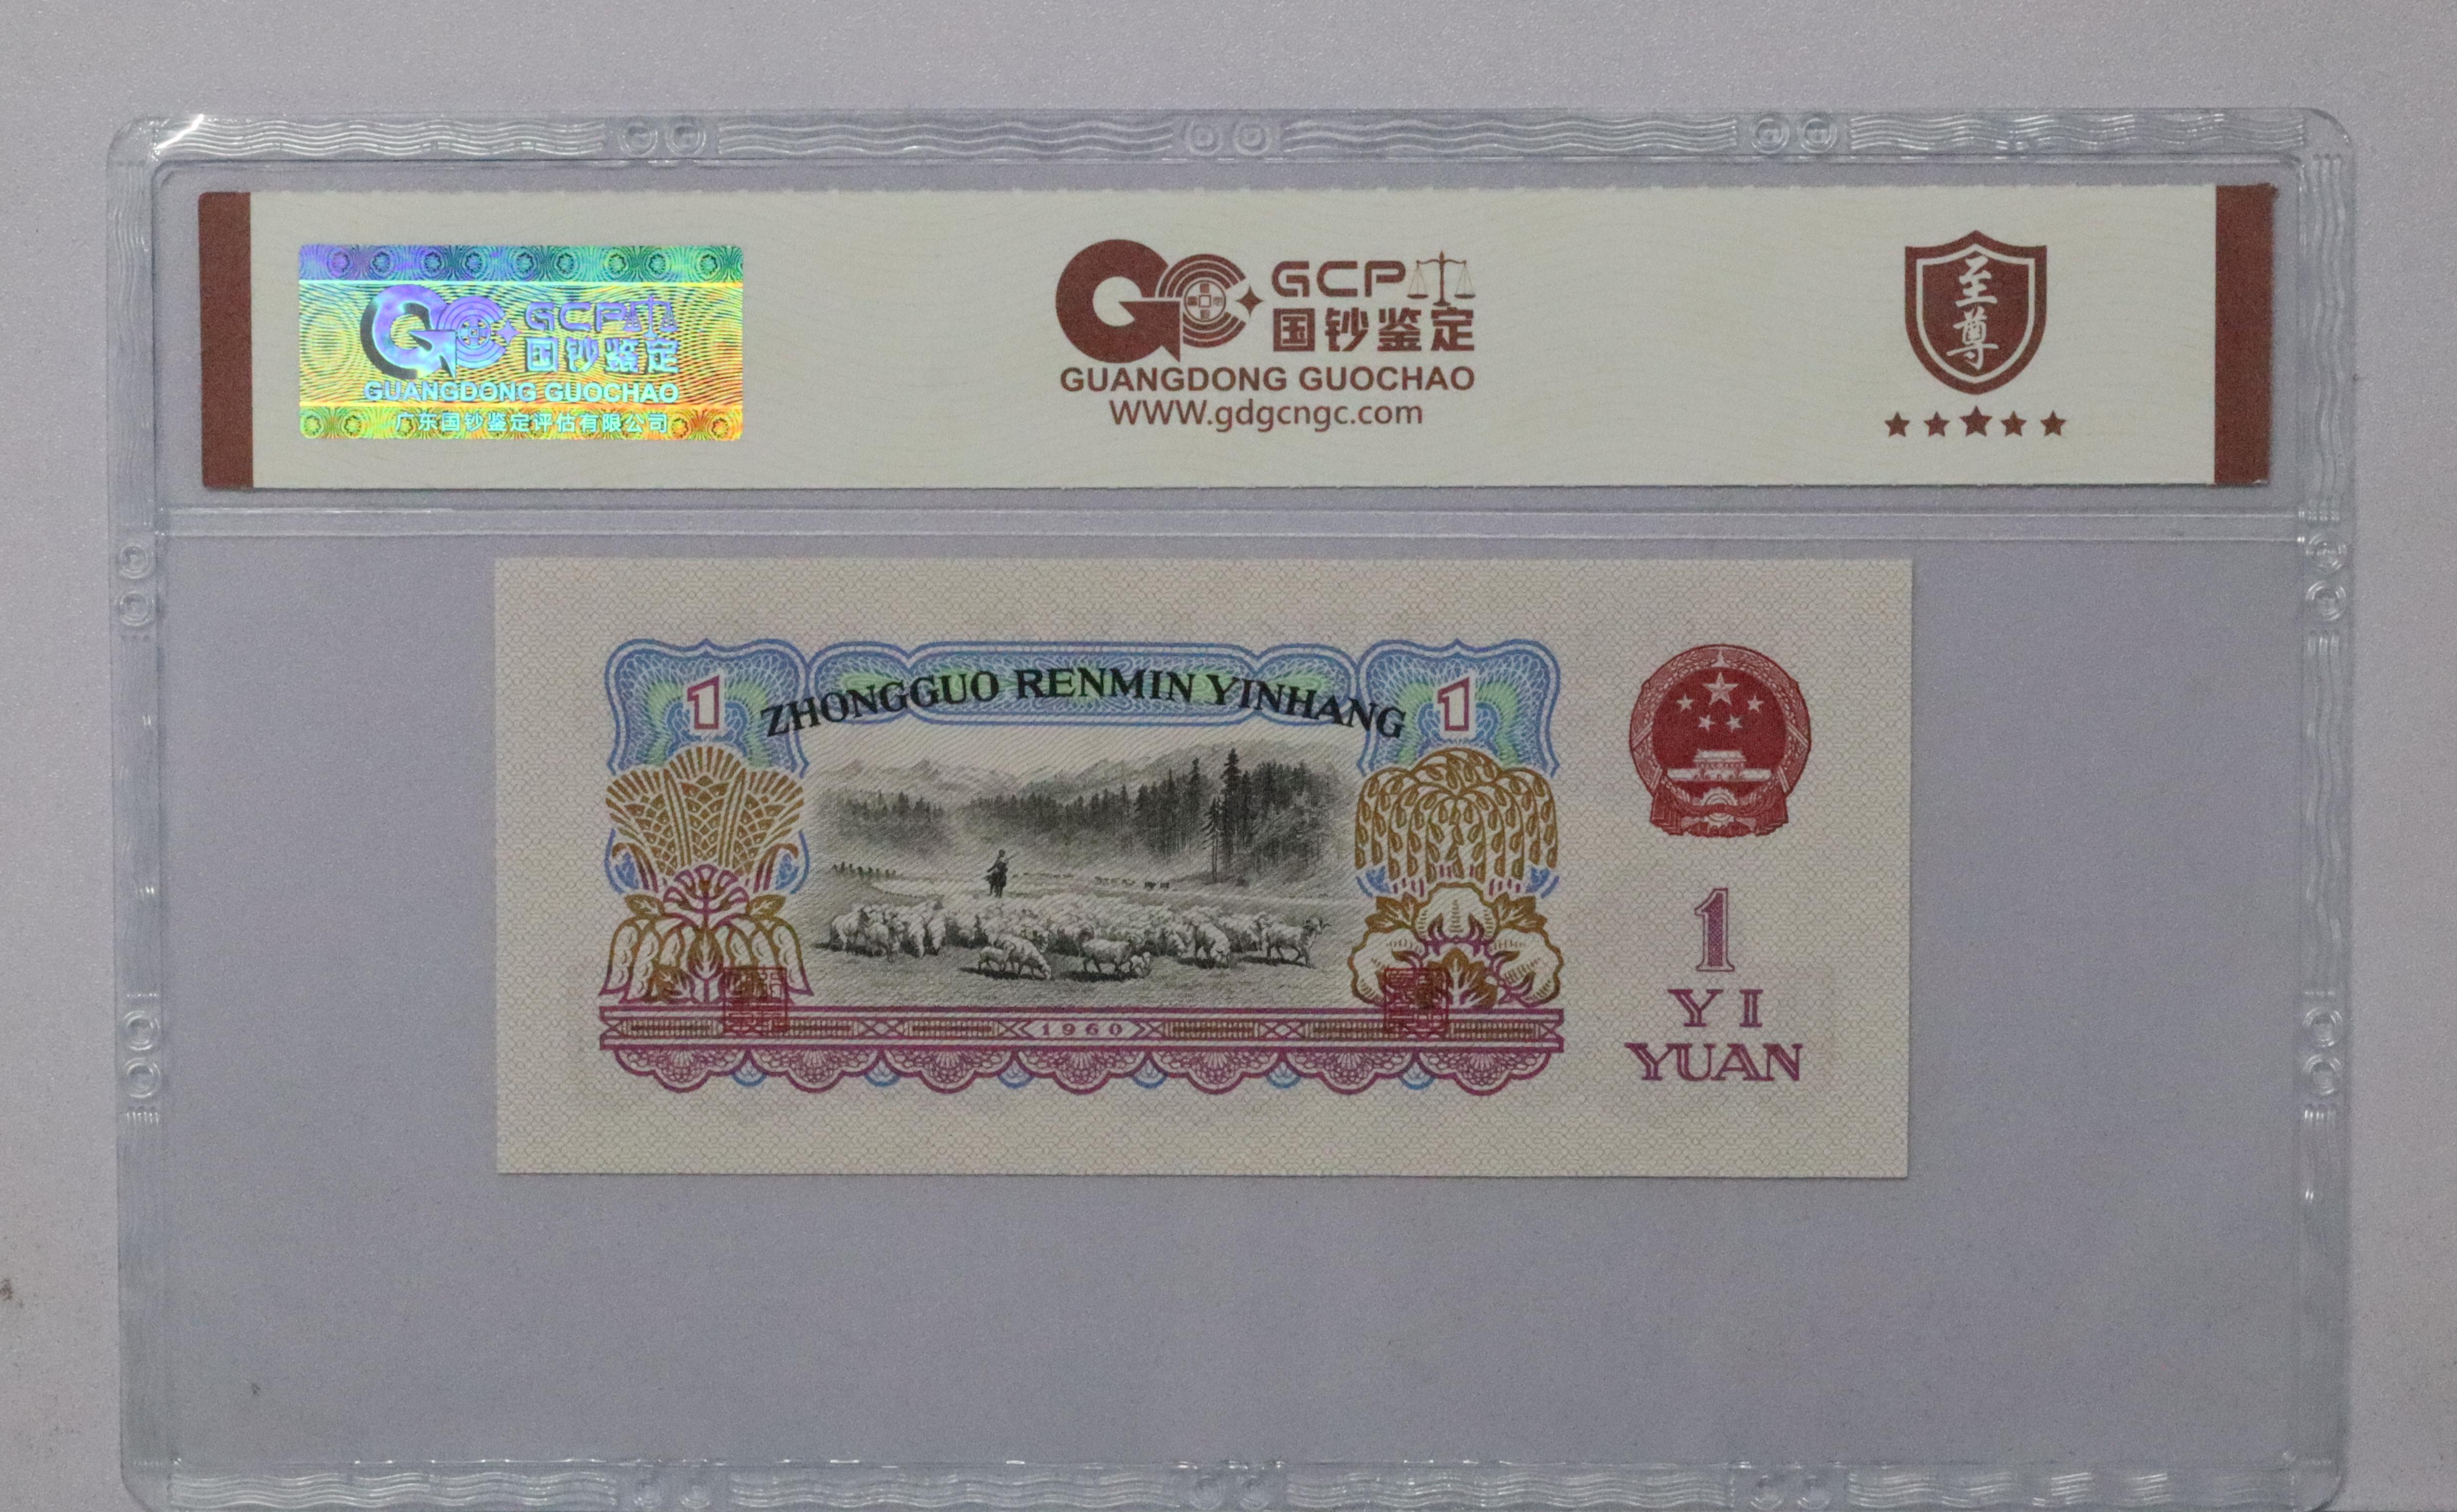 GCP
国钞鉴定
GUANGDONG GUOCHAO
广东国钞鉴定评估有限公司
GCP
国钞鉴定
GUANGDONG GUOCHAO
WWW.gdgcngc.com
至尊
1
ZHONGGUO RENMIN YINHANG
1
1
YI
YUAN
1960